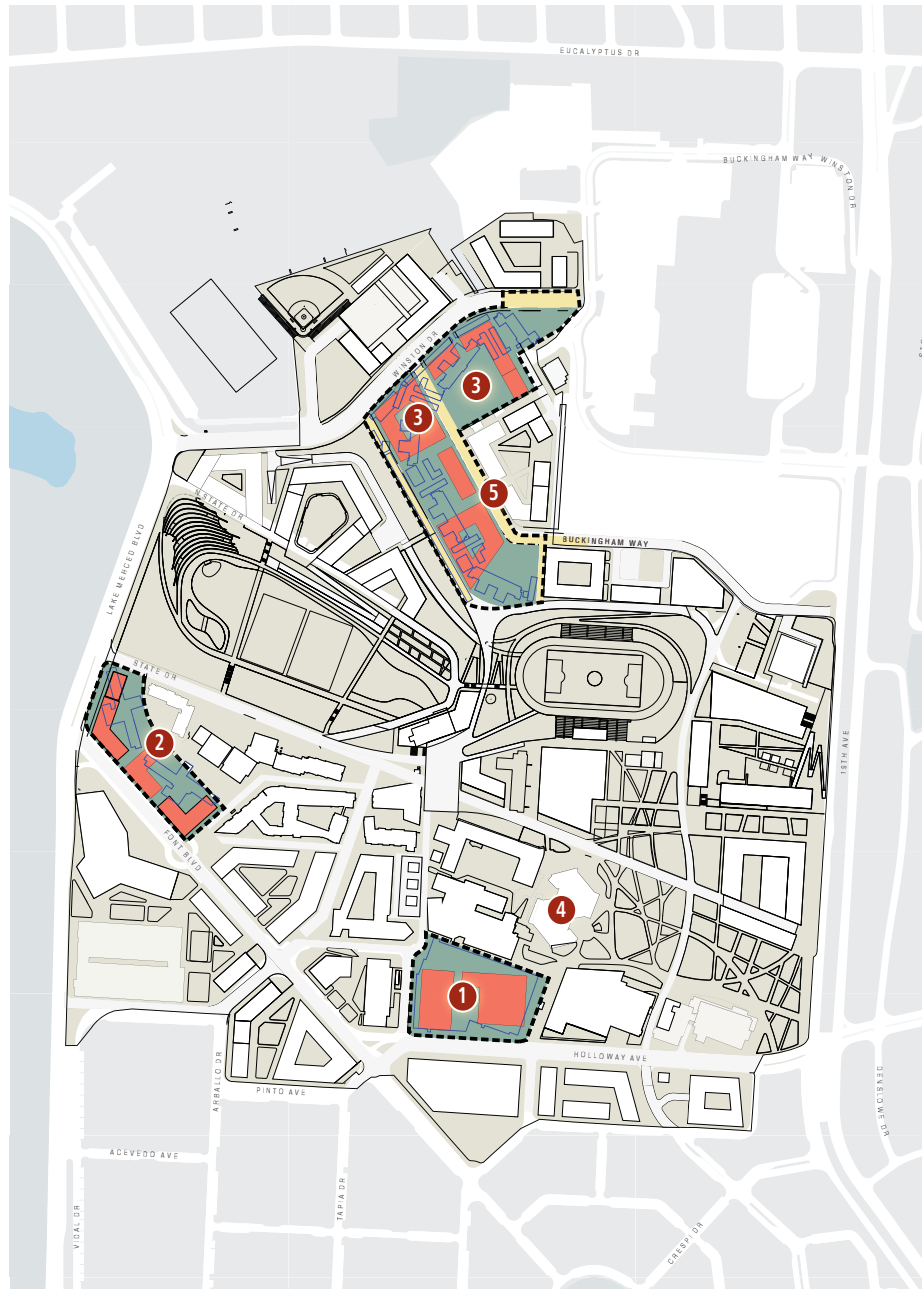 EUCALYPTUS DR
BUCKINGHAM WAY
WINSTON DR
WINSTON DR
3
3
5
N STATE DR
BUCKINGHAM WAY
LAKE MERCED BLVD
STATE DR
2
19TH AVE
FONT BLVD
4
1
HOLLOWAY AVE
ARBALLO DR
PINTO AVE
DENSLOWE DR
ACEVEDO AVE
TAPIA DR
VIDAL DR
CRESPI DR